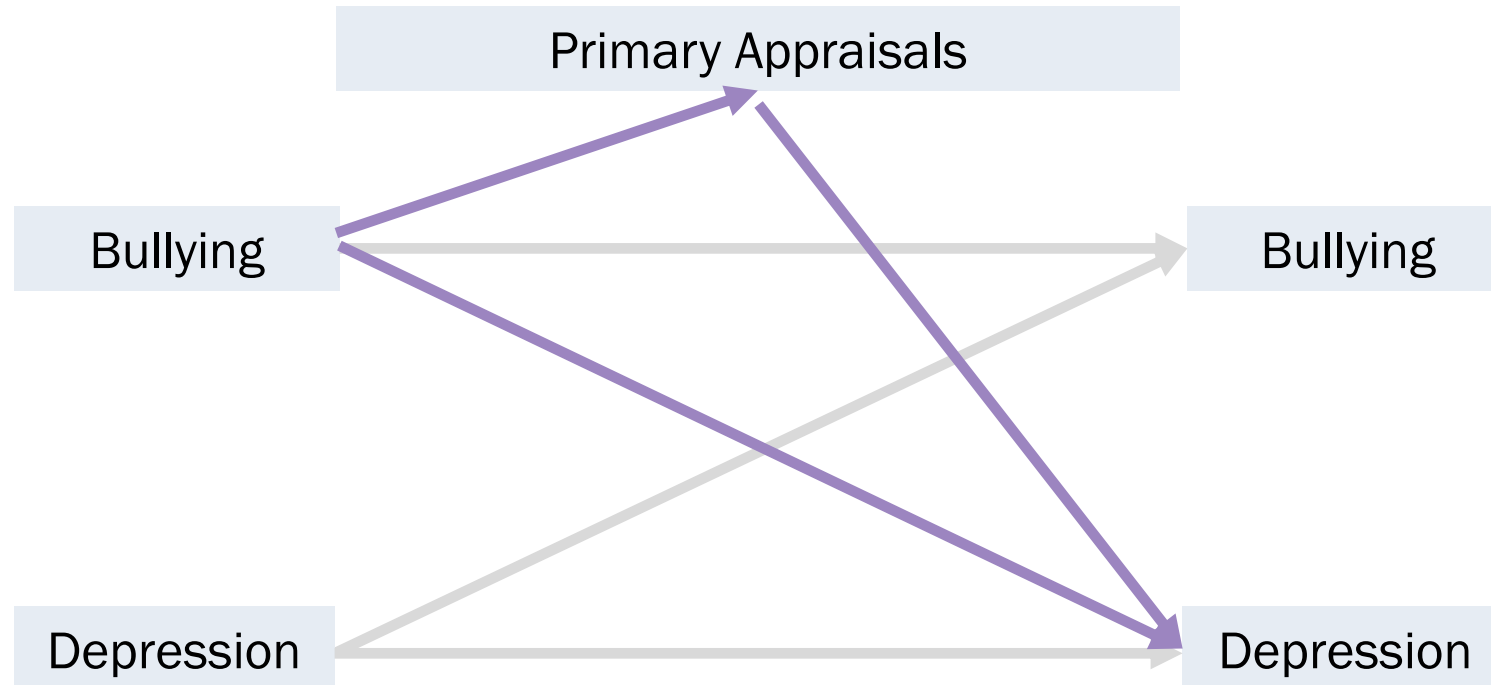 Primary Appraisals
Bullying
Bullying
Depression
Depression